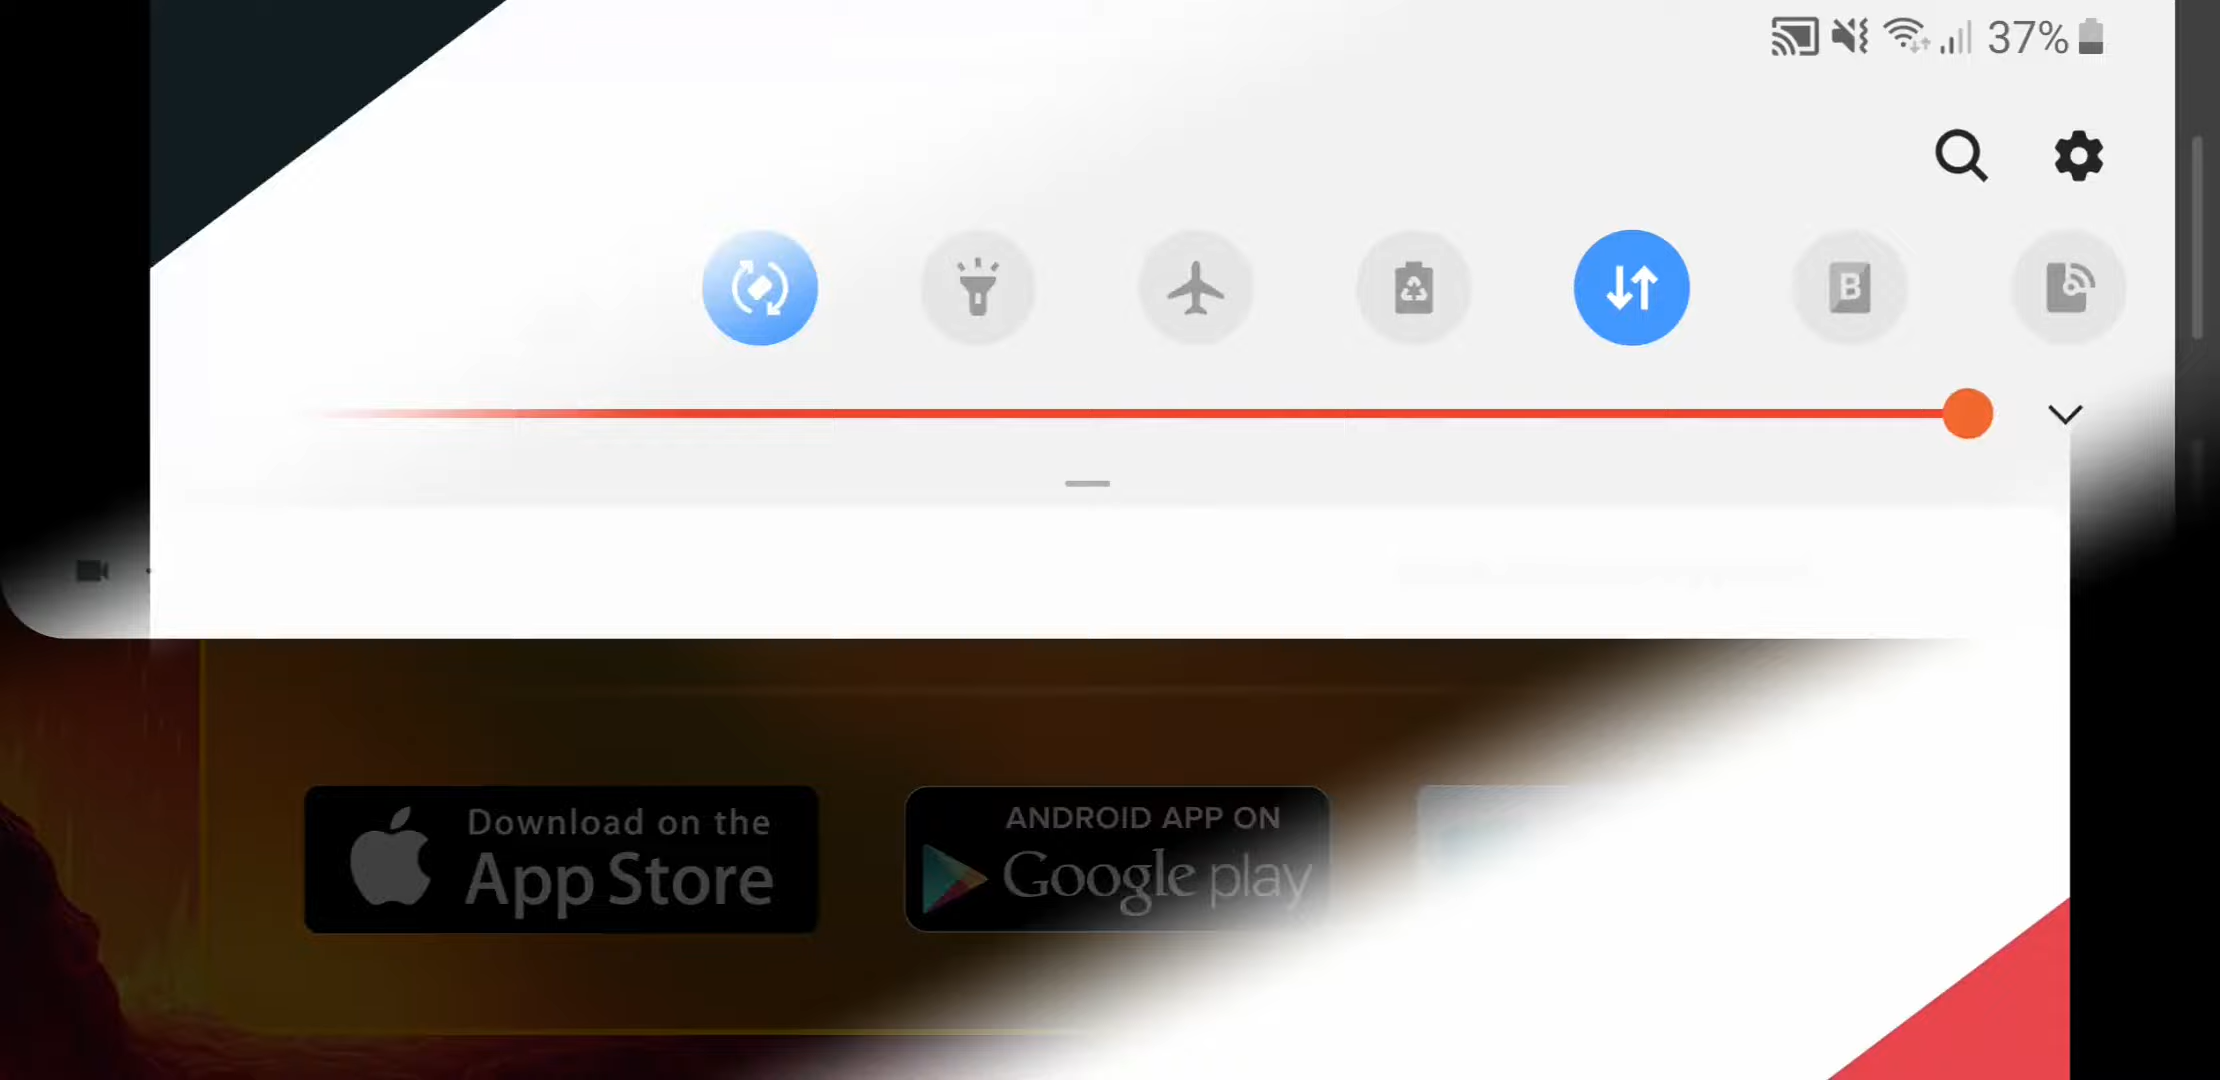 37%
B
Download on the
App Store
ANDROID APP ON
Google play